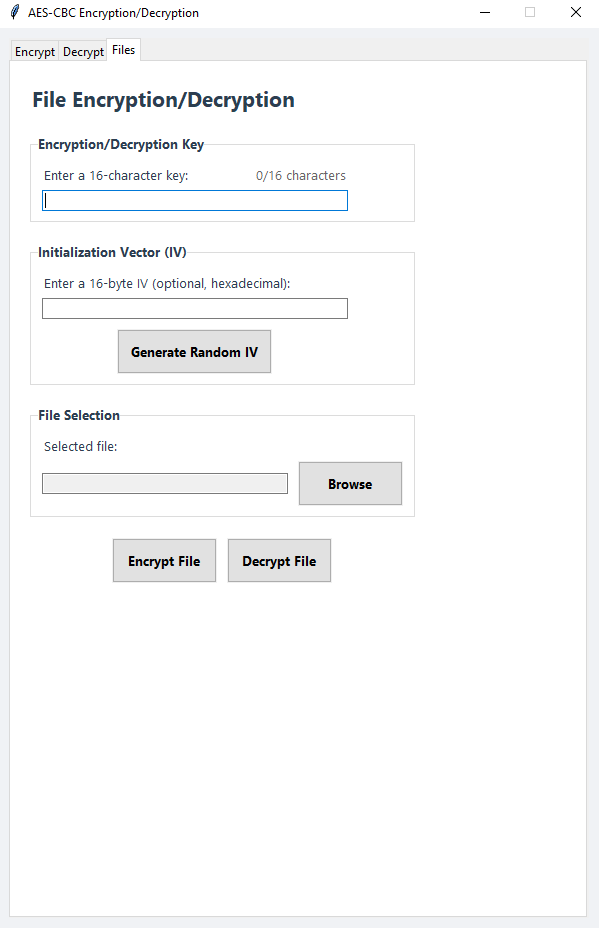 AES-CBC Encryption/Decryption
Encrypt Decrypt Files
File Encryption/Decryption
Encryption/Decryption Key
Enter a 16-character key: 0/16 characters
Initialization Vector (IV)
Enter a 16-byte IV (optional, hexadecimal):
Generate Random IV
File Selection
Selected file:
Browse
Encrypt File Decrypt File